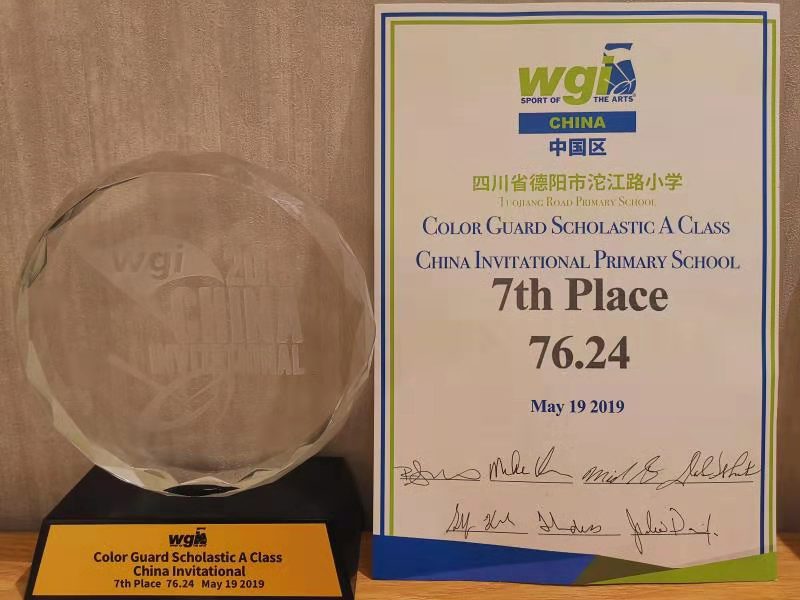 wgi
2019
CHINA
INVITATIONAL
wgi
Color Guard Scholastic A Class
China Invitational
7th Place 76.24 May 19 2019
wgi
SPORT OF THE ARTS
CHINA
中国区
四川省德阳市沱江路小学
TUOJIANG ROAD PRIMARY SCHOOL
COLOR GUARD SCHOLASTIC A CLASS
CHINA INVITATIONAL PRIMARY SCHOOL
7th Place
76.24
May 19 2019